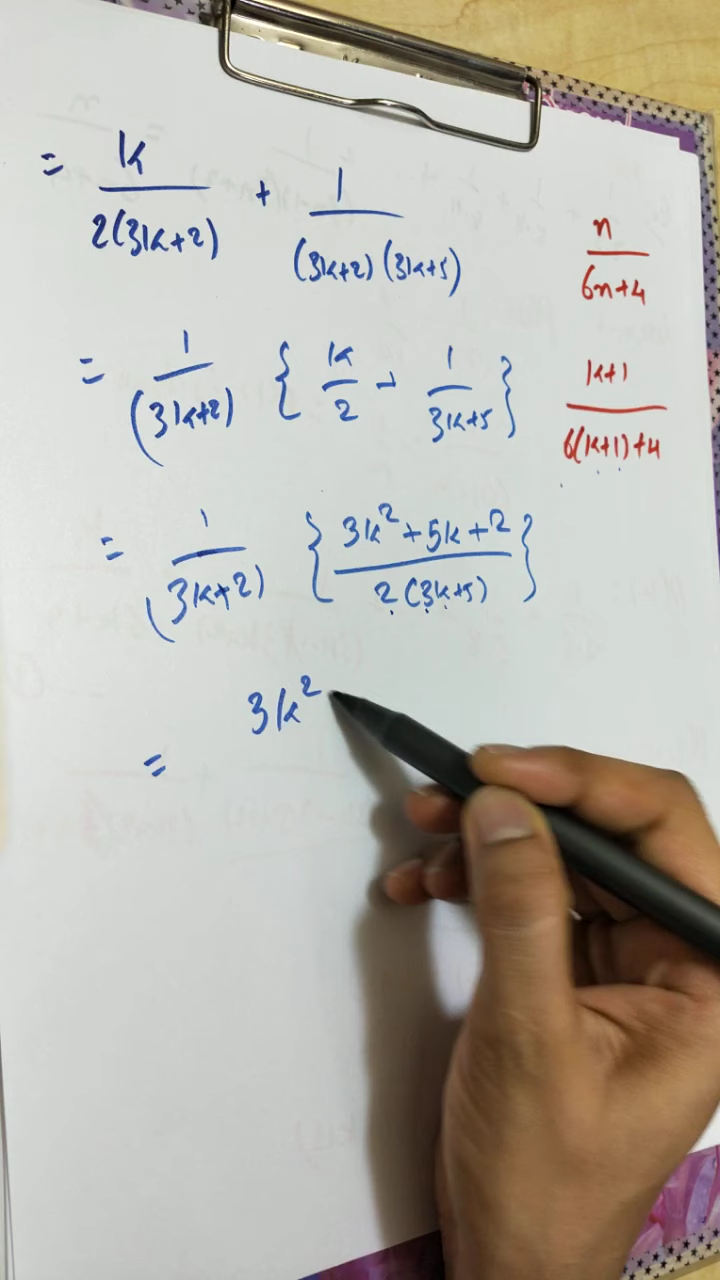 = k/2(3k+2) + 1/(3k+2)(3k+5)
n/6n+4
= 1/(3k+2) { k/2 + 1/3k+5 }
k+1/6(k+1)+4
= 1/(3k+2) { 3k²+5k+2/2(3k+5) }
= 3k²